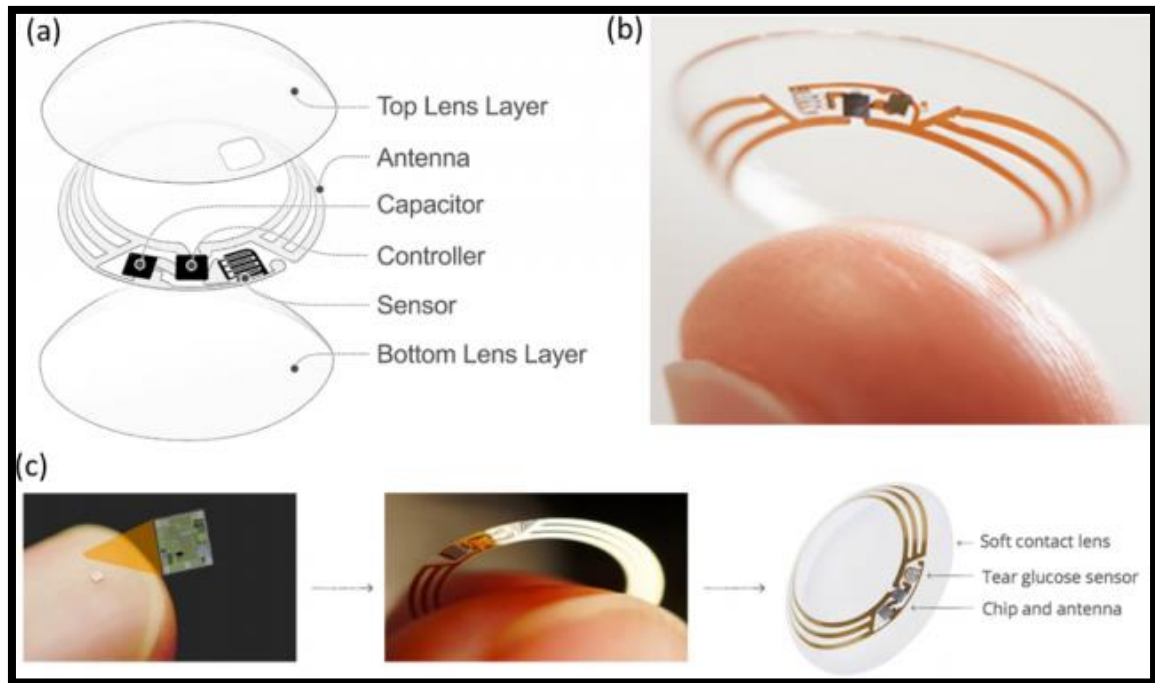 (a)
Top Lens Layer
Antenna
Capacitor
Controller
Sensor
Bottom Lens Layer
(b)
(c)
Soft contact lens
Tear glucose sensor
Chip and antenna